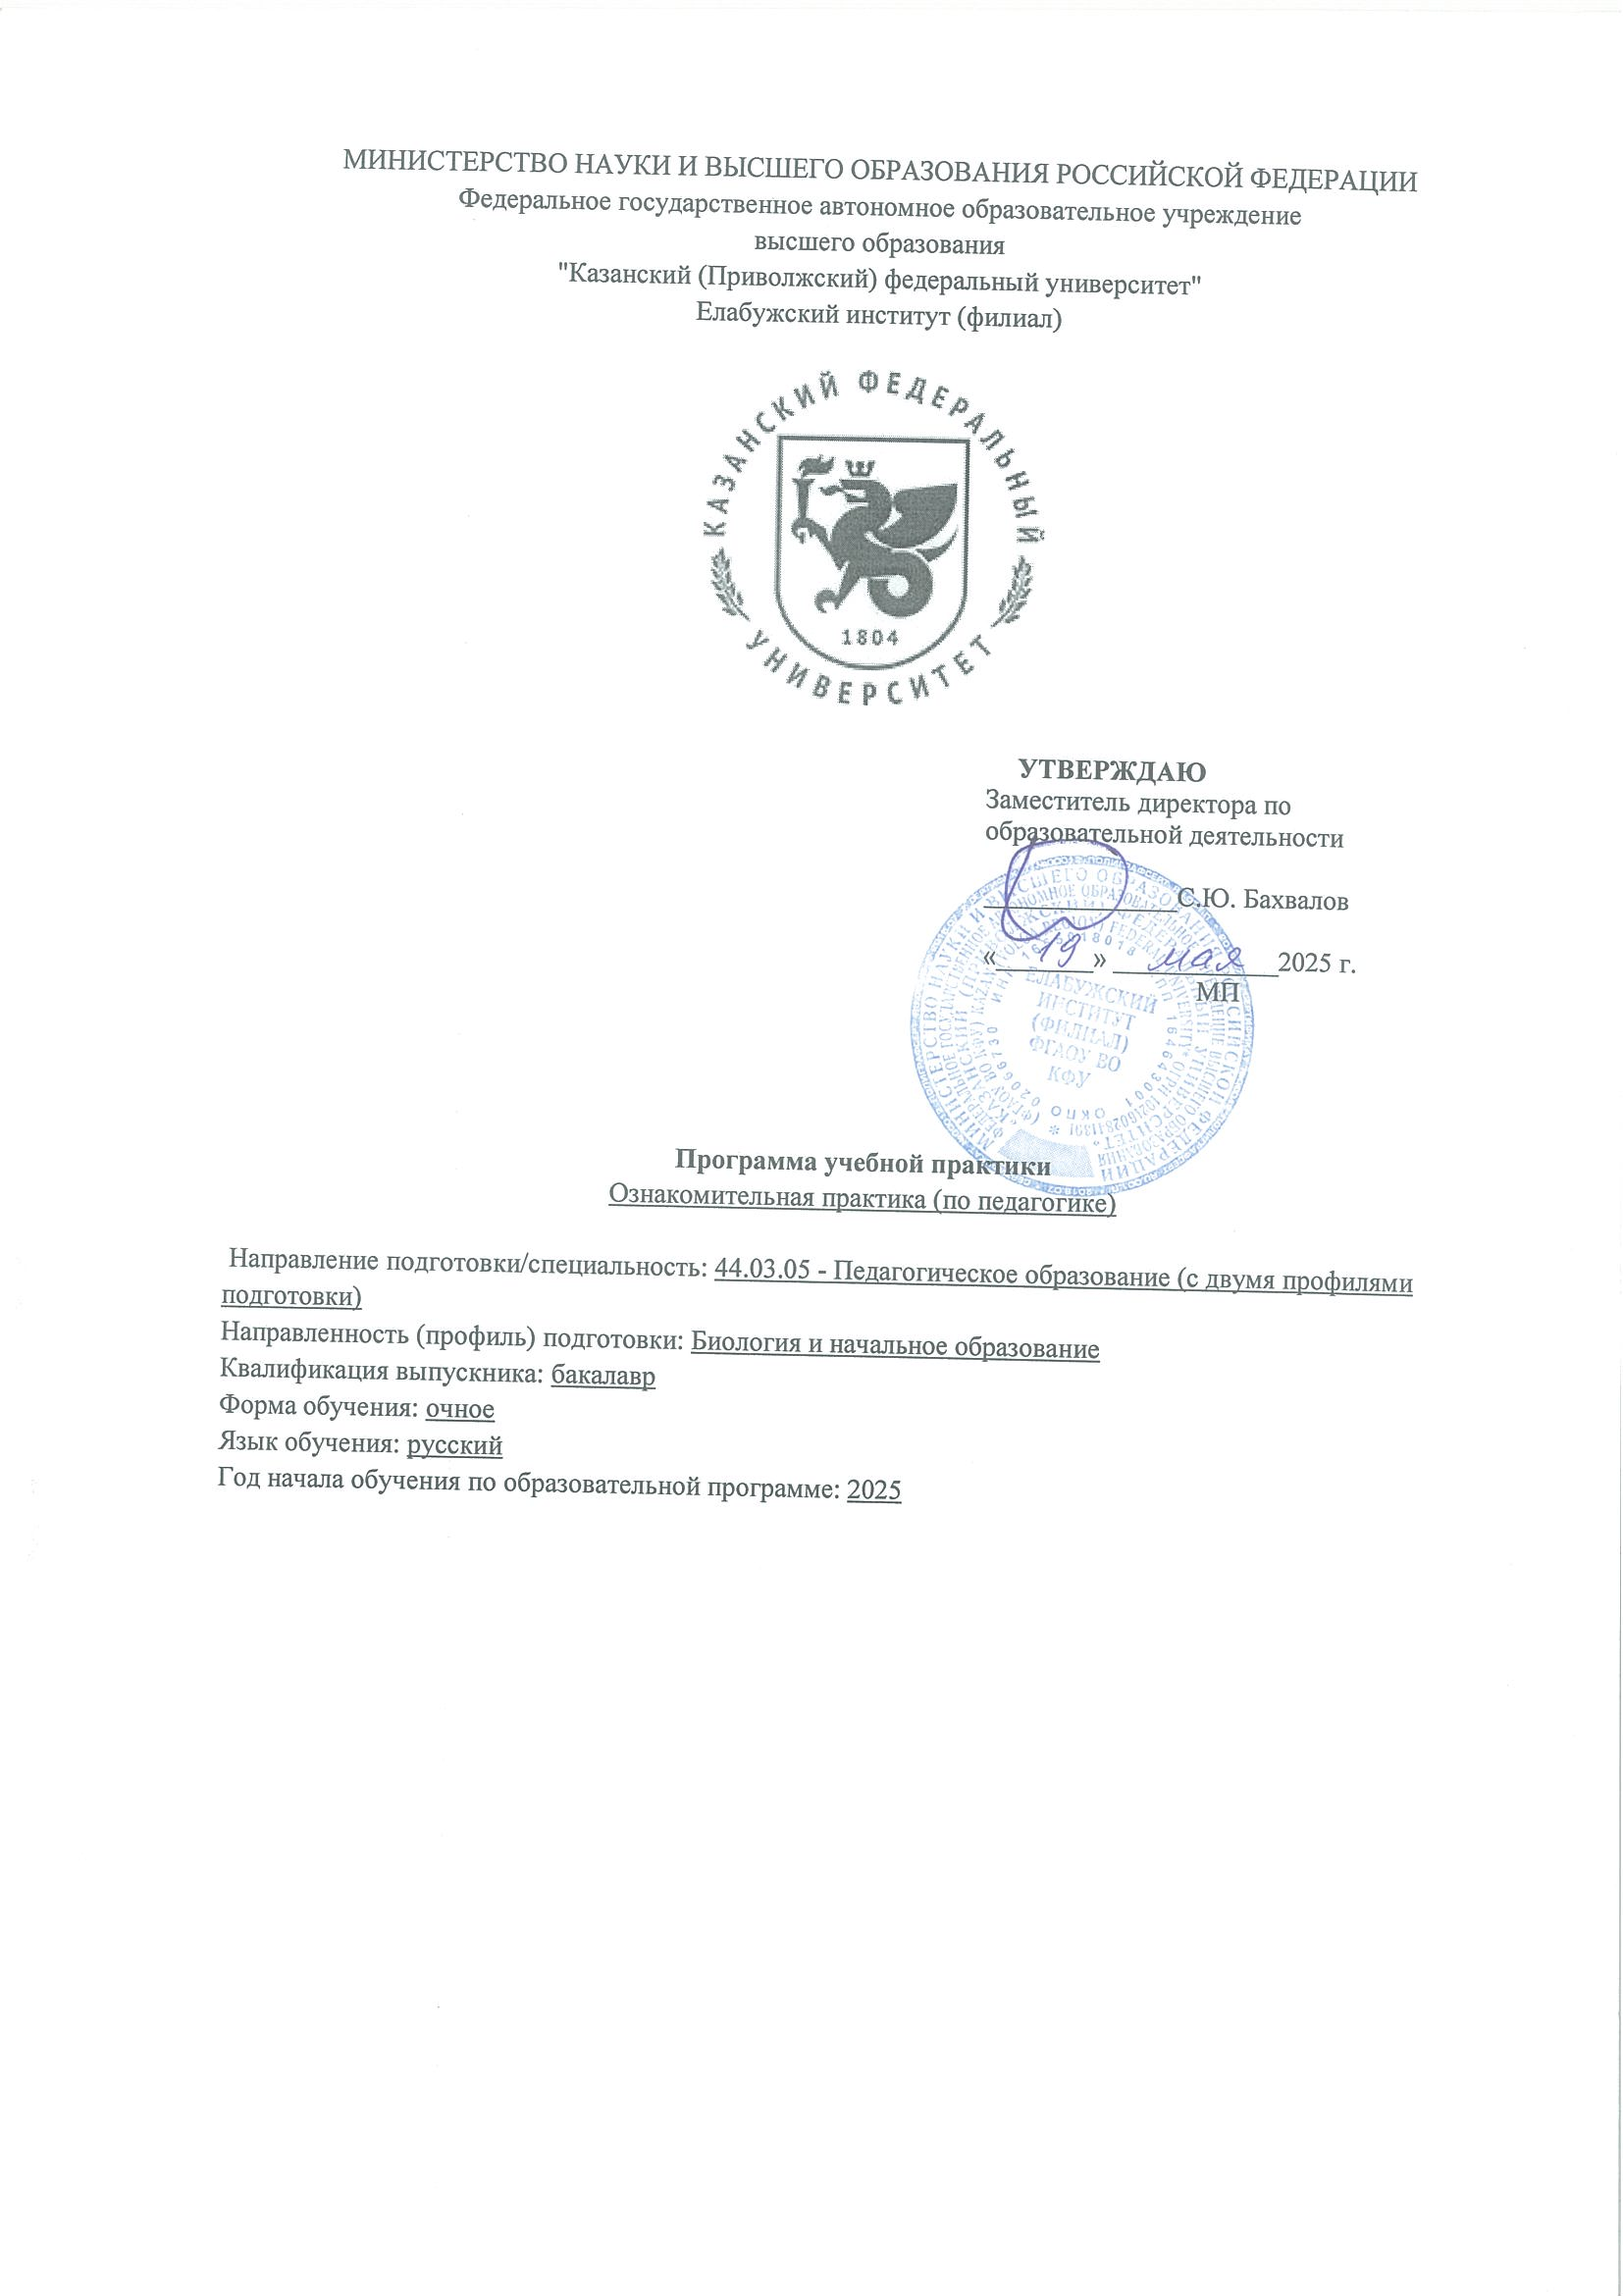 МИНИСТЕРСТВО НАУКИ И ВЫСШЕГО ОБРАЗОВАНИЯ РОССИЙСКОЙ ФЕДЕРАЦИИ
Федеральное государственное автономное образовательное учреждение
высшего образования
"Казанский (Приволжский) федеральный университет"
Елабужский институт (филиал)
КАЗАНСКИЙ ФЕДЕРАЛЬНЫЙ
1804
УНИВЕРСИТЕТ
УТВЕРЖДАЮ
Заместитель директора по
образовательной деятельности
С.Ю. Бахвалов
« 19 » мая 2025 г.
МП
ЕЛАБУЖСКИЙ
ИНСТИТУТ
(ФИЛИАЛ)
ФГАОУ ВО
КФУ
Программа учебной практики
Ознакомительная практика (по педагогике)
Направление подготовки/специальность: 44.03.05 - Педагогическое образование (с двумя профилями
подготовки)
Направленность (профиль) подготовки: Биология и начальное образование
Квалификация выпускника: бакалавр
Форма обучения: очное
Язык обучения: русский
Год начала обучения по образовательной программе: 2025